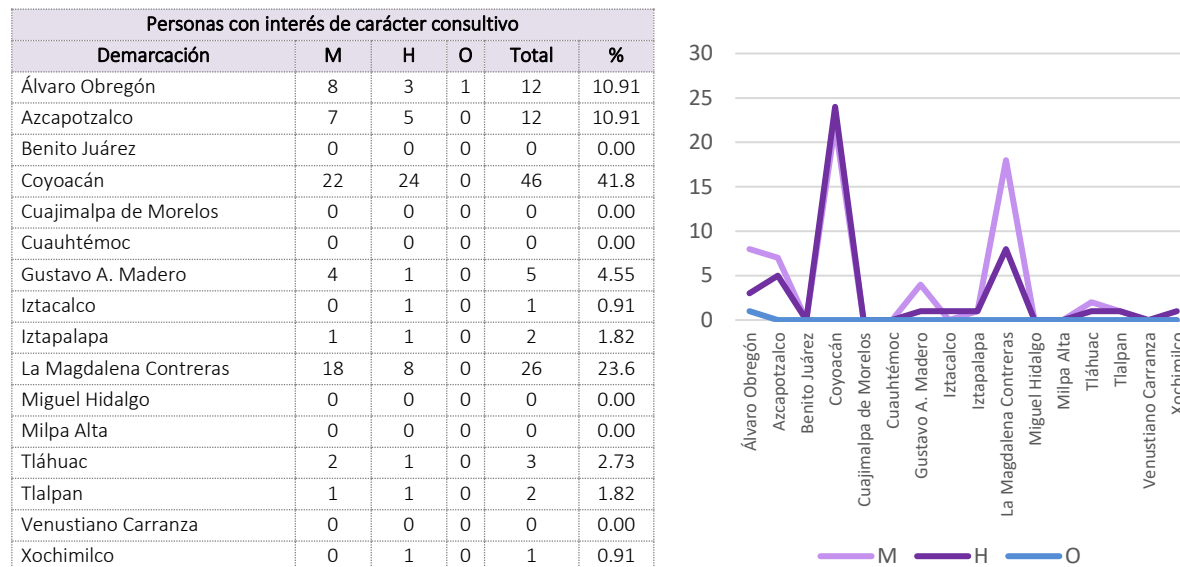 Personas con interés de carácter consultivo
Demarcación M H O Total %
Álvaro Obregón 8 3 1 12 10.91
Azcapotzalco 7 5 0 12 10.91
Benito Juárez 0 0 0 0 0.00
Coyoacán 22 24 0 46 41.8
Cuajimalpa de Morelos 0 0 0 0 0.00
Cuauhtémoc 0 0 0 0 0.00
Gustavo A. Madero 4 1 0 5 4.55
Iztacalco 0 1 0 1 0.91
Iztapalapa 1 1 0 2 1.82
La Magdalena Contreras 18 8 0 26 23.6
Miguel Hidalgo 0 0 0 0 0.00
Milpa Alta 0 0 0 0 0.00
Tláhuac 2 1 0 3 2.73
Tlalpan 1 1 0 2 1.82
Venustiano Carranza 0 0 0 0 0.00
Xochimilco 0 1 0 1 0.91
30
25
20
15
10
5
0
Álvaro Obregón
Azcapotzalco
Benito Juárez
Coyoacán
Cuajimalpa de Morelos
Cuauhtémoc
Gustavo A. Madero
Iztacalco
Iztapalapa
La Magdalena Contreras
Miguel Hidalgo
Milpa Alta
Tláhuac
Tlalpan
Venustiano Carranza
Xochimilco
M H O